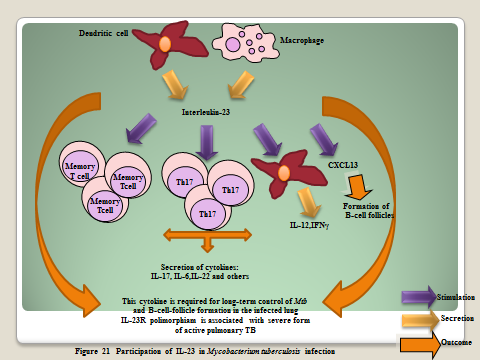 Dendritic cell
Macrophage
Interleukin-23
Memory
T cell
Memory
Tcell
Memory
Tcell
Th17
Th17
Th17
CXCL13
Formation of
B-cell follicles
IL-12,IFNγ
Secretion of cytokines:
IL-17, IL-6,IL-22 and others
This cytokine is required for long-term control of Mtb
and B-cell-follicle formation in the infected lung
IL-23R polimorphiam is associated with severe form
of active pulmonary TB
Stimulation
Secretion
Outcome
Figure 21 Participation of IL-23 in Mycobacterium tuberculosis infection